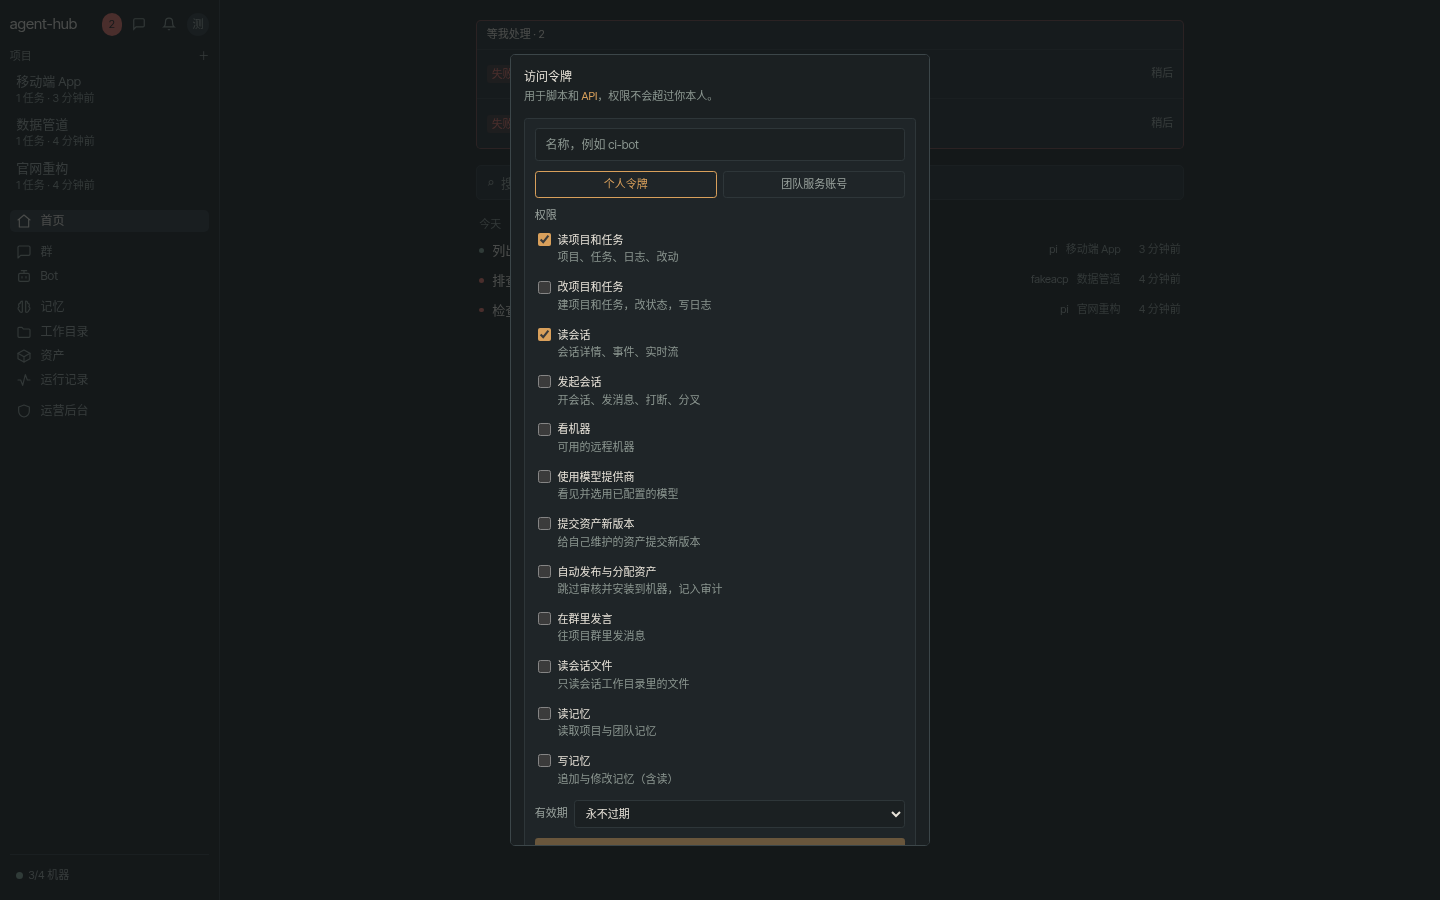 agent-hub
2
测
项目
+
移动端 App
1 任务 · 3 分钟前
数据管道
1 任务 · 4 分钟前
官网重构
1 任务 · 4 分钟前
首页
群
Bot
记忆
工作目录
资产
运行记录
运营后台
3/4 机器
等我处理 · 2
稍后
稍后
今天
pi 移动端 App 3 分钟前
fakeacp 数据管道 4 分钟前
pi 官网重构 4 分钟前
访问令牌
用于脚本和 API，权限不会超过你本人。
名称，例如 ci-bot
个人令牌
团队服务账号
权限
读项目和任务
项目、任务、日志、改动
改项目和任务
建项目和任务，改状态，写日志
读会话
会话详情、事件、实时流
发起会话
开会话、发消息、打断、分叉
看机器
可用的远程机器
使用模型提供商
看见并选用已配置的模型
提交资产新版本
给自己维护的资产提交新版本
自动发布与分配资产
跳过审核并安装到机器，记入审计
在群里发言
往项目群里发消息
读会话文件
只读会话工作目录里的文件
读记忆
读取项目与团队记忆
写记忆
追加与修改记忆（含读）
有效期
永不过期